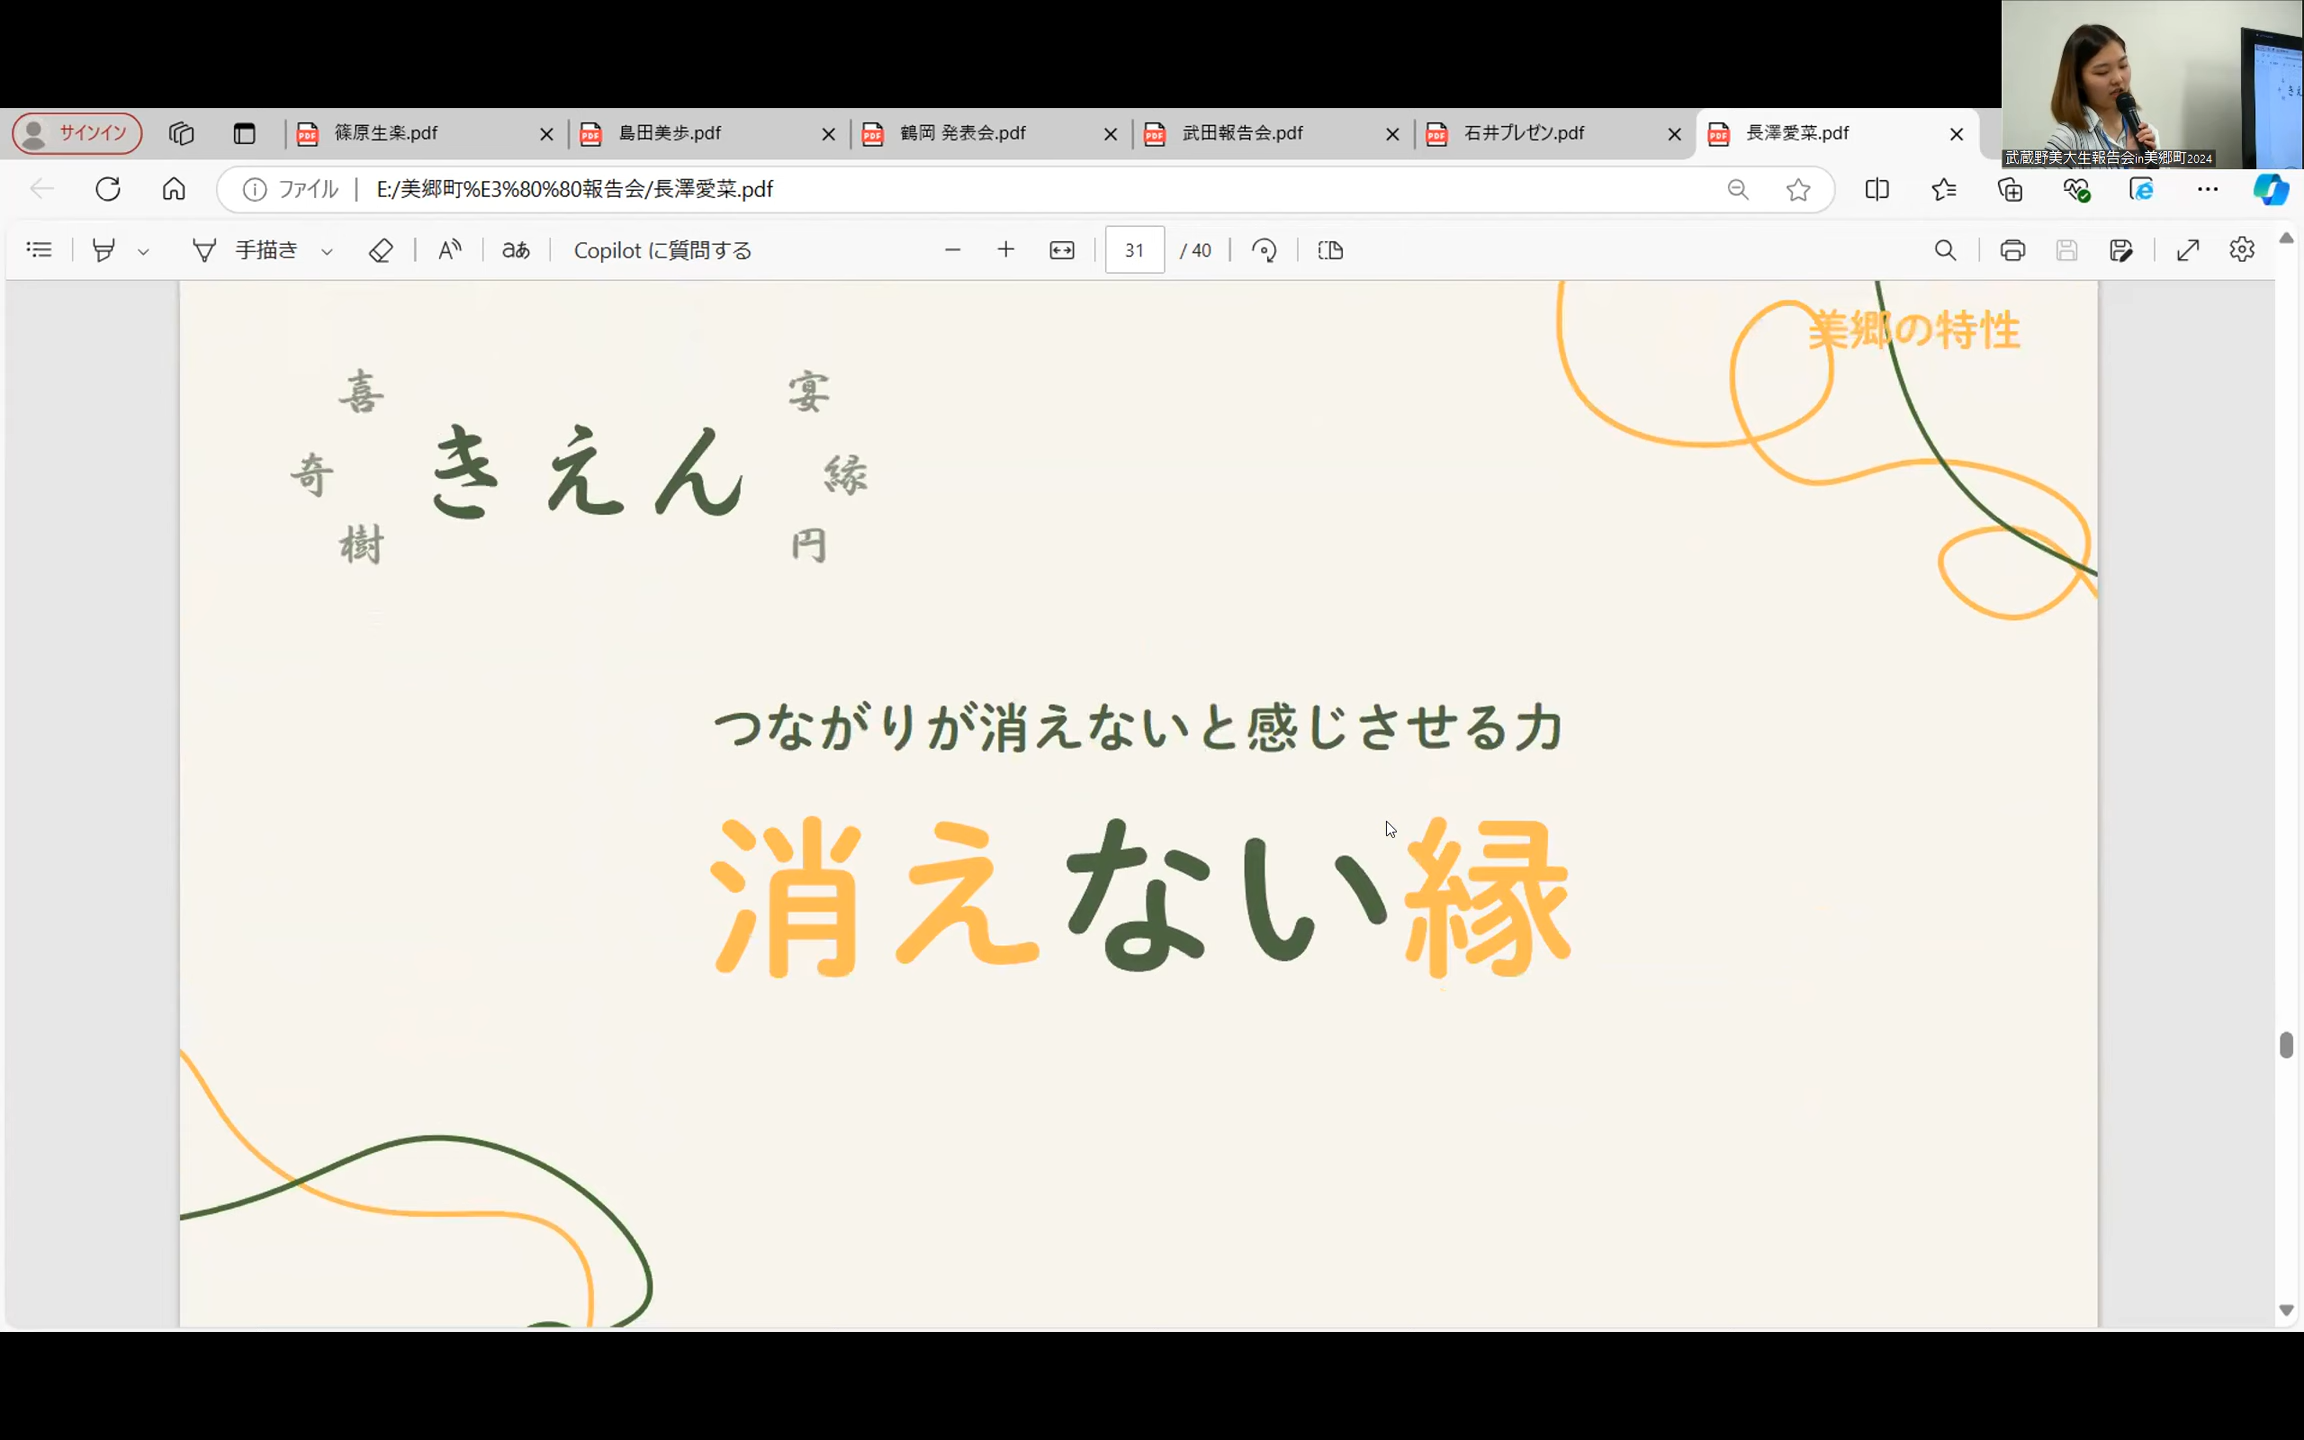 サインイン
篠原生楽.pdf
島田美歩.pdf
鶴岡 発表会.pdf
武田報告会.pdf
石井プレゼン.pdf
長澤愛菜.pdf
武蔵野美大生報告会in美郷町2024
ファイル
E:/美郷町%E3%80%80報告会/長澤愛菜.pdf
手描き
Copilot に質問する
31 / 40
美郷の特性
喜
宴
奇
きえん
縁
樹
円
つながりが消えないと感じさせる力
消えない縁